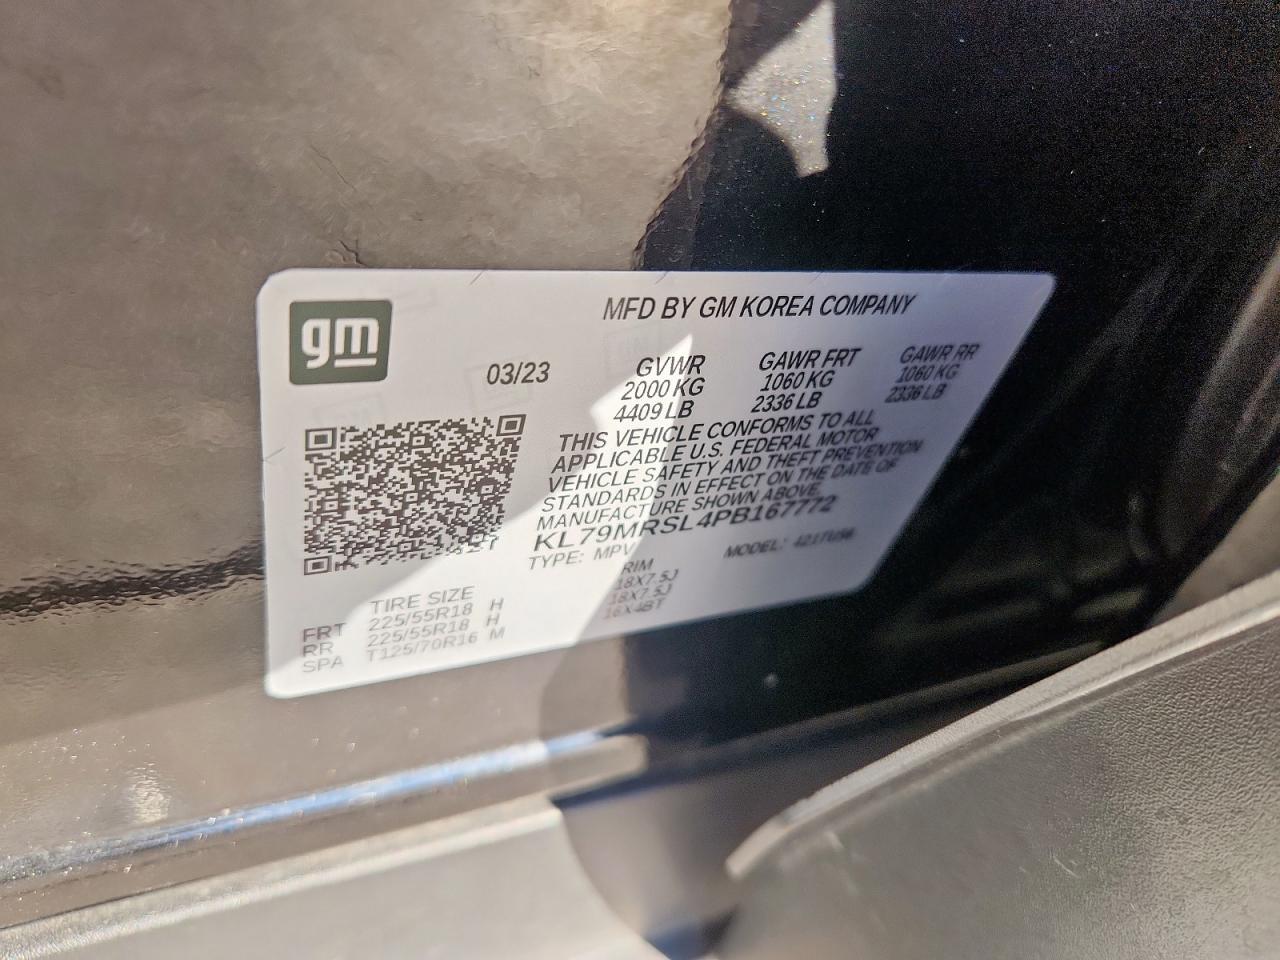 gm
MFD BY GM KOREA COMPANY
03/23
GVWR GAWR FRT GAWR RR
2000 KG 1060 KG 1060 KG
4409 LB 2336 LB 2336 LB
THIS VEHICLE CONFORMS TO ALL
APPLICABLE U.S. FEDERAL MOTOR
VEHICLE SAFETY AND THEFT PREVENTION
STANDARDS IN EFFECT ON THE DATE OF
MANUFACTURE SHOWN ABOVE.
KL79MRSL4PB167772
TYPE: MPV MODEL:
TIRE SIZE RIM
FRT 225/55R18 H 18X7.5J
RR 225/55R18 H 18X7.5J
SPA T125/70R16 M 16X4BT